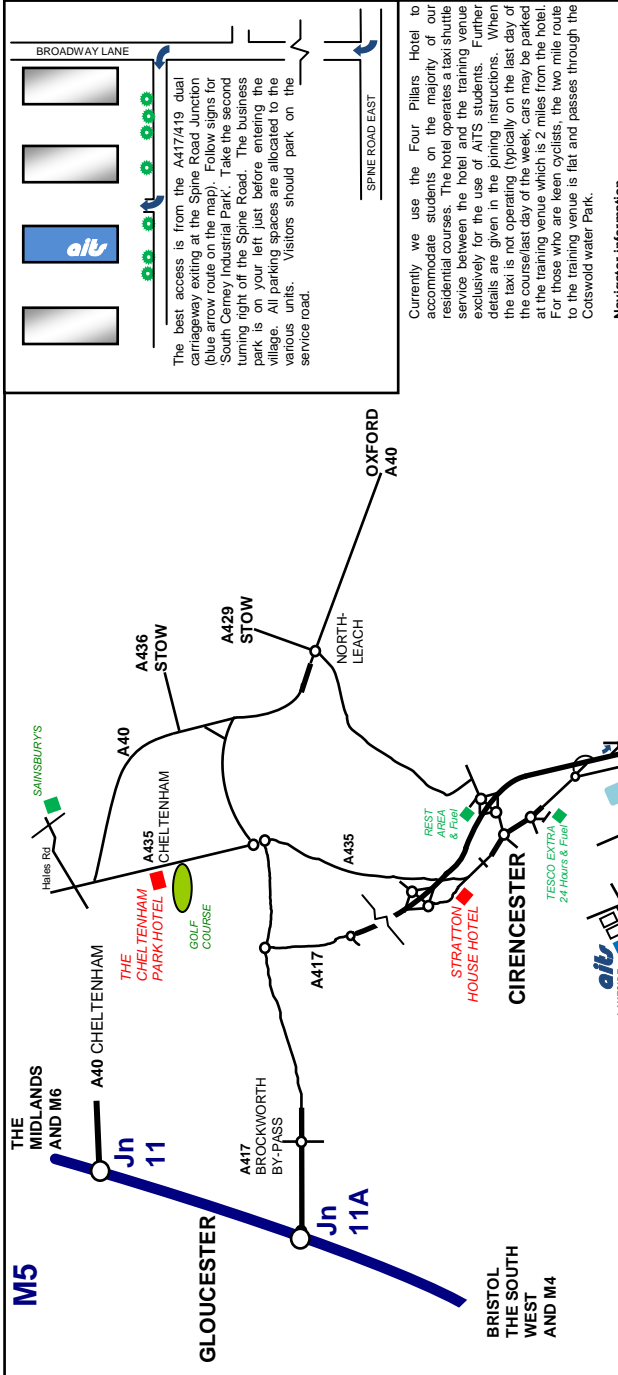 M5
THE
MIDLANDS
AND M6
A40 CHELTENHAM
Jn
11
GLOUCESTER
A417
BROCKWORTH
BY-PASS
Jn
11A
BRISTOL
THE SOUTH
WEST
AND M4
Hales Rd
SAINSBURY'S
A40
A436
STOW
A435
CHELTENHAM
THE
CHELTENHAM
PARK HOTEL
GOLF
COURSE
A429
STOW
OXFORD
A40
NORTH-
LEACH
A435
A417
REST
AREA
& Fuel
STRATTON
HOUSE HOTEL
CIRENCESTER
TESCO EXTRA
24 Hours & Fuel
aits
BROADWAY LANE
aits
SPINE ROAD EAST
The best access is from the A417/419 dual
carriageway exiting at the Spine Road Junction
(blue arrow route on the map). Follow signs for
'South Cerney Industrial Park'. Take the second
turning right off the Spine Road. The business
park is on your left just before entering the
village. All parking spaces are allocated to the
various units. Visitors should park on the
service road.
Currently we use the Four Pillars Hotel to
accommodate students on the majority of our
residential courses. The hotel operates a taxi shuttle
service between the hotel and the training venue
exclusively for the use of AiTS students. Further
details are given in the joining instructions. When
the taxi is not operating (typically on the last day of
the course/last day of the week, cars may be parked
at the training venue which is 2 miles from the hotel.
For those who are keen cyclists, the two mile route
to the training venue is flat and passes through the
Cotswold water Park.
Navigator information